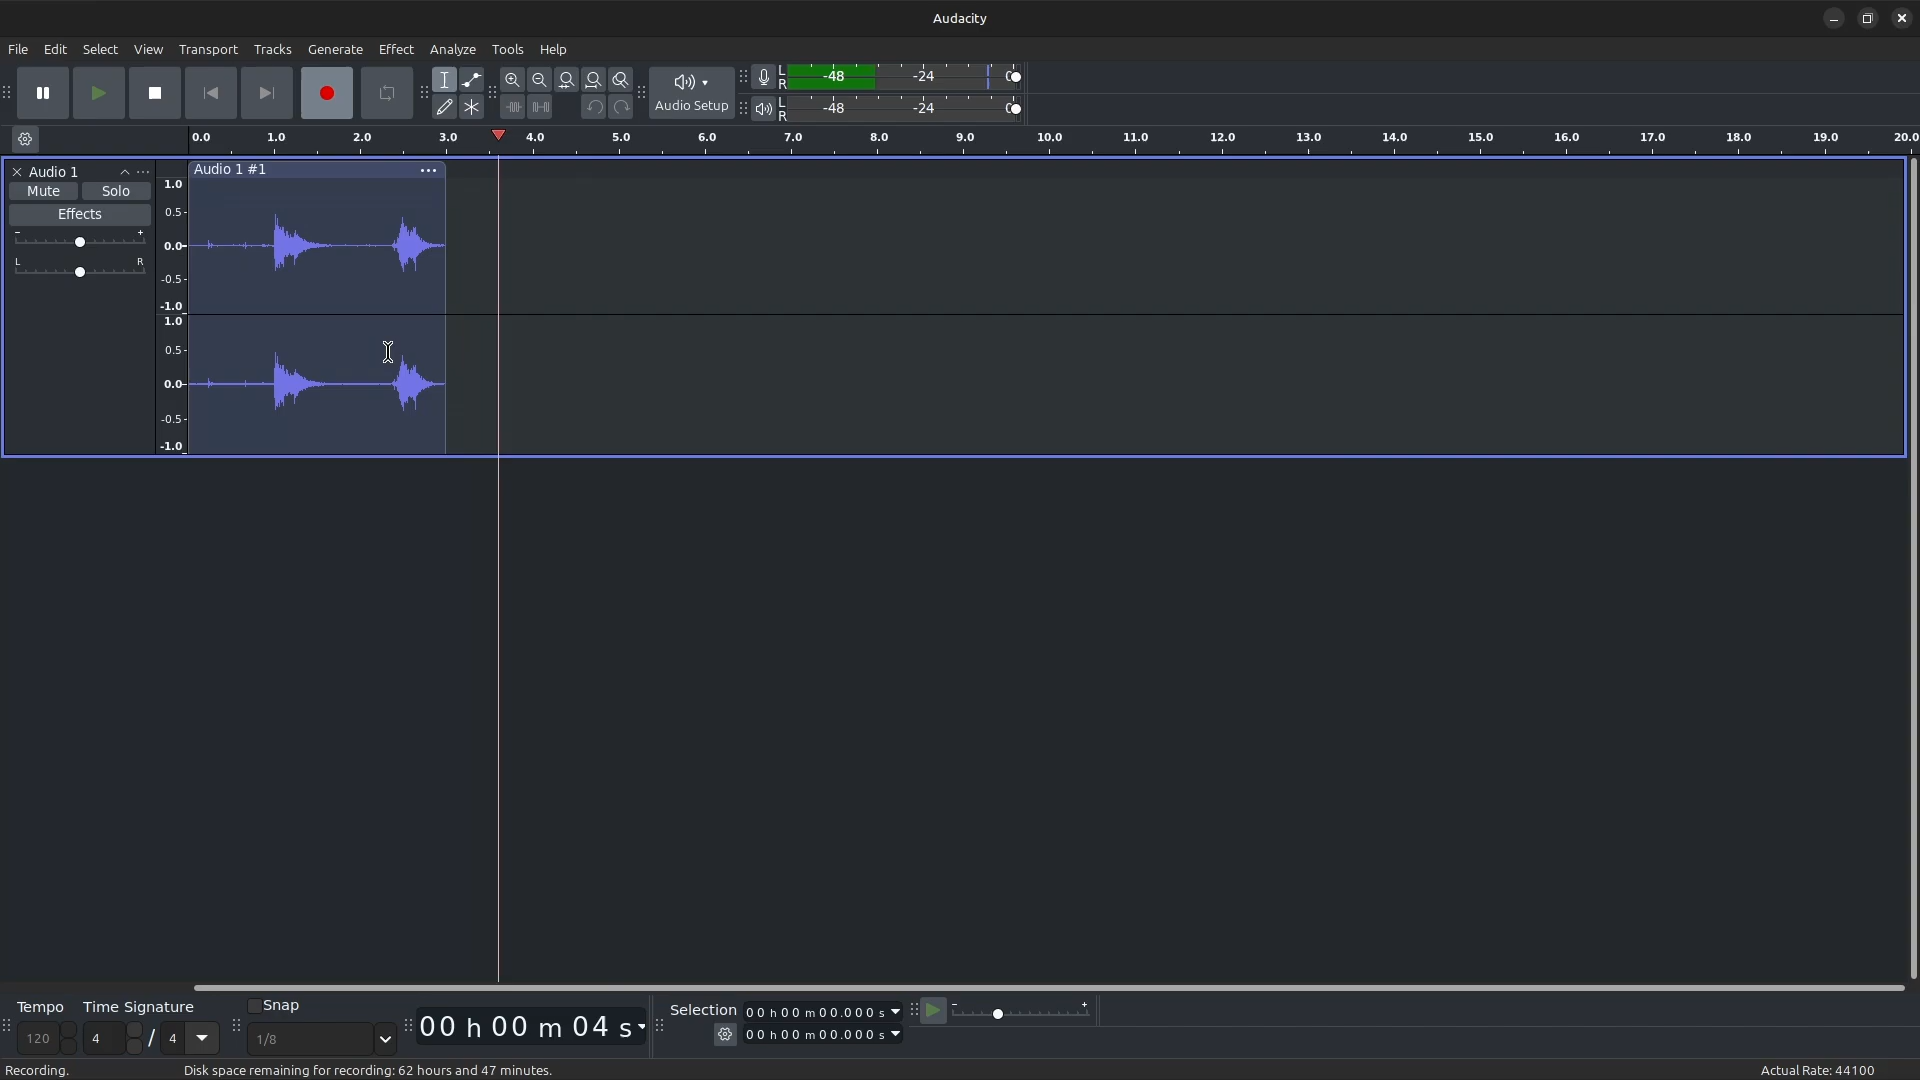 Audacity
File Edit Select View Transport Tracks Generate Effect Analyze Tools Help
Audio Setup
L R -48 -24 0
L R -48 -24 0
0.0 1.0 2.0 3.0 4.0 5.0 6.0 7.0 8.0 9.0 10.0 11.0 12.0 13.0 14.0 15.0 16.0 17.0 18.0 19.0 20.0
Audio 1
Audio 1 #1
Mute Solo
Effects
- +
L R
1.0
0.5-
0.0-
-0.5-
-1.0
1.0
0.5-
0.0-
-0.5-
-1.0
Tempo Time Signature Snap
120 4 / 4 1/8
00 h 00 m 04 s
Selection 00 h 00 m 00.000 s
00 h 00 m 00.000 s
- +
Recording. Disk space remaining for recording: 62 hours and 47 minutes. Actual Rate: 44100